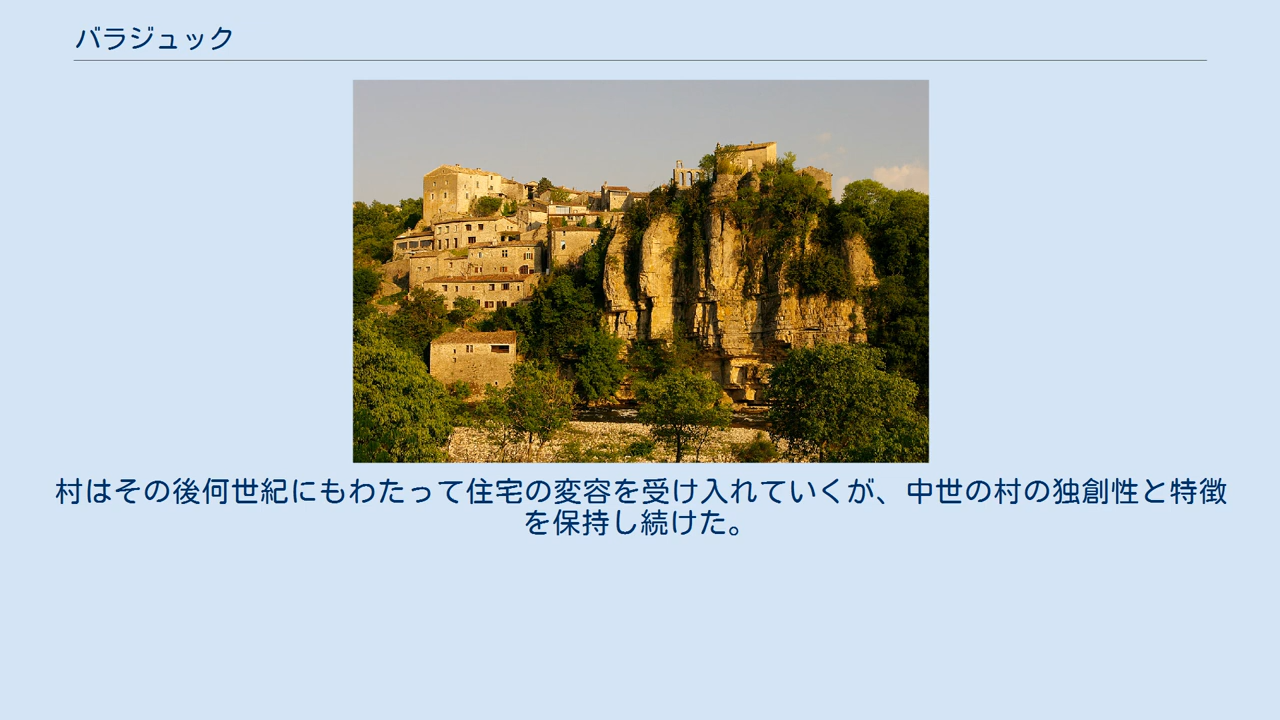 バラジュック
村はその後何世紀にもわたって住宅の変容を受け入れていくが、中世の村の独創性と特徴
を保持し続けた。